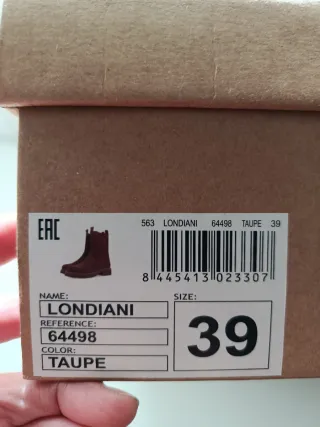 EAC
563 LONDIANI 64498 TAUPE 39
8 445413 023307
NAME:
LONDIANI
REFERENCE:
64498
COLOR:
TAUPE
SIZE:
39